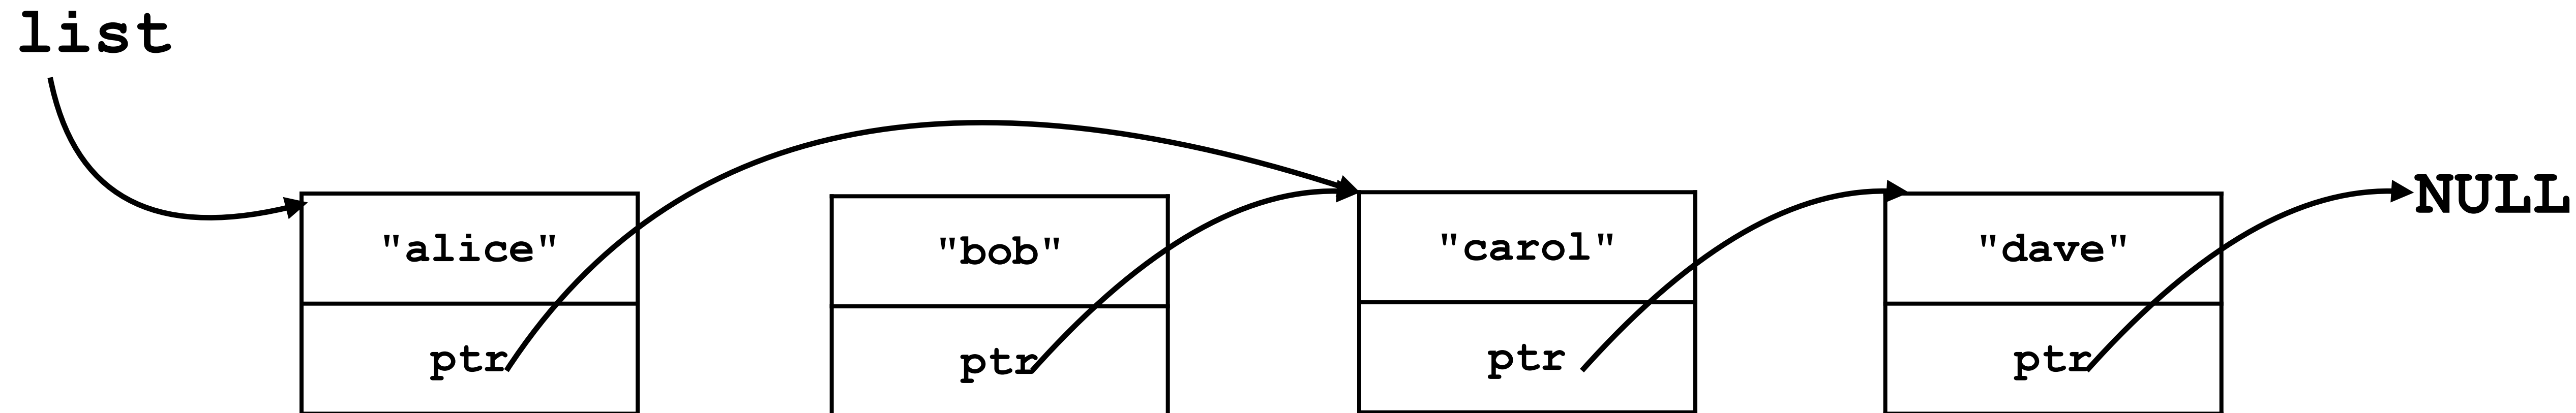 list
NULL
"alice" "bob" "carol" "dave"
ptr ptr ptr ptr